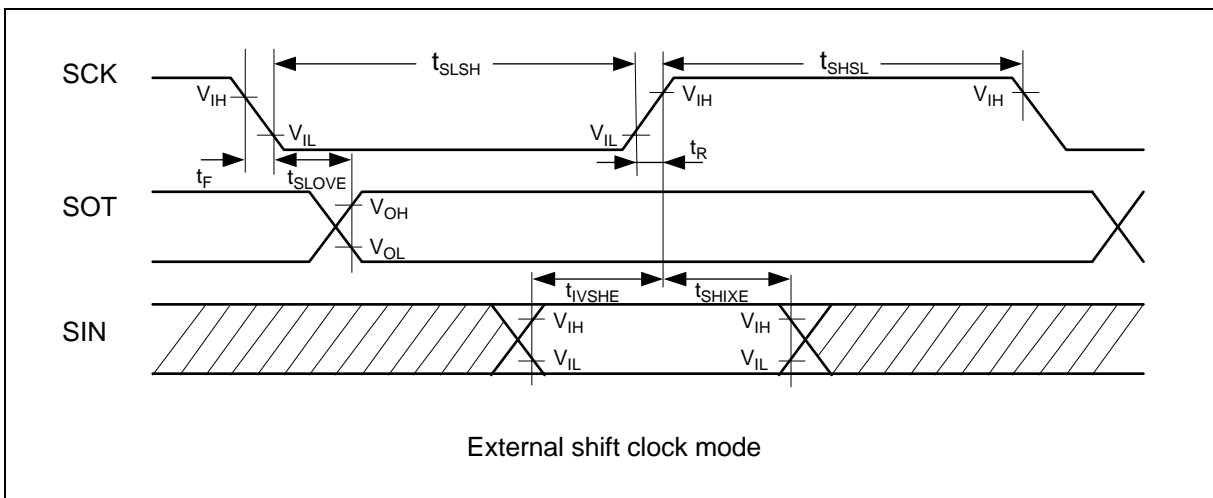 SCK
tSLSH
tSHSL
VIH
VIH
VIH
VIL
VIL
tR
tF
tSLOVE
SOT
VOH
VOL
tIVSHE
tSHIXE
SIN
VIH
VIH
VIL
VIL
External shift clock mode